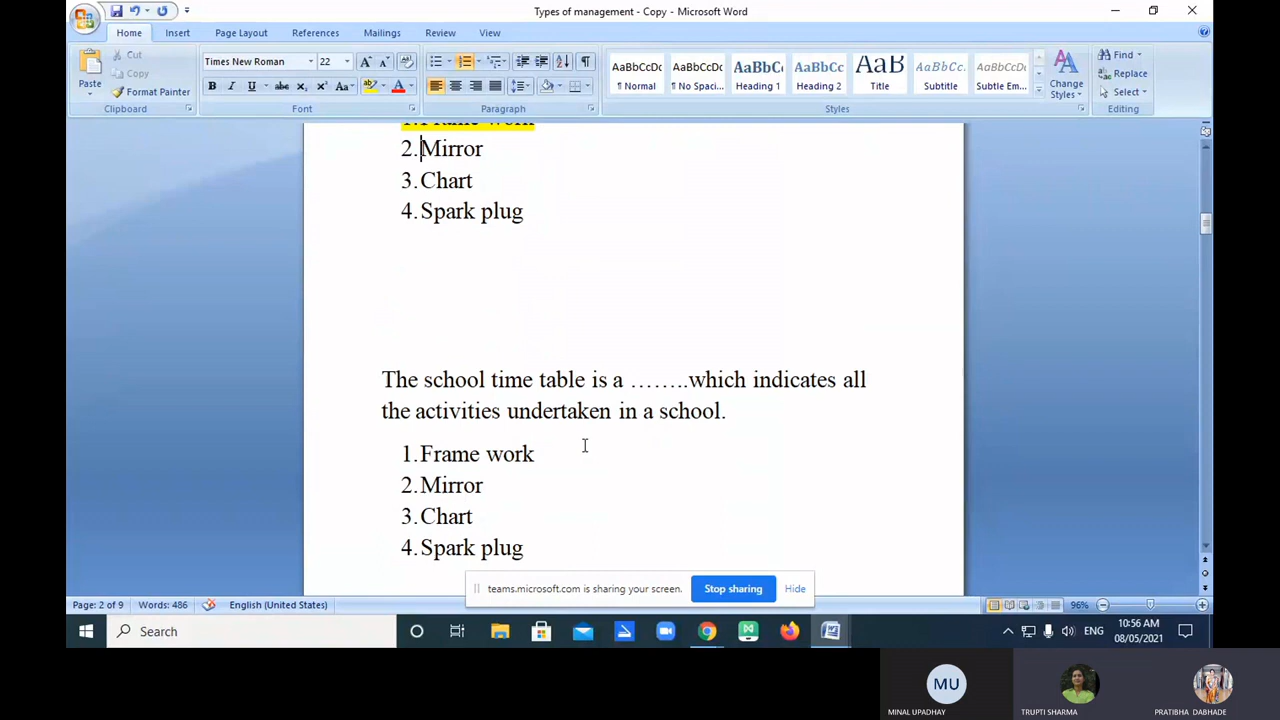 Types of management - Copy - Microsoft Word
Home Insert Page Layout References Mailings Review View
Cut
Copy
Format Painter
Paste
Clipboard
Times New Roman 22
Font
Paragraph
AaBbCcDc AaBbCcDc AaBbCc AaBbCc AaB AaBbCc. AaBbCcDc
¶ Normal ¶ No Spaci... Heading 1 Heading 2 Title Subtitle Subtle Em...
Change Styles
Styles
Find
Replace
Select
Editing
1. Frame work
2. Mirror
3. Chart
4. Spark plug
The school time table is a ……..which indicates all
the activities undertaken in a school.
1. Frame work
2. Mirror
3. Chart
4. Spark plug
teams.microsoft.com is sharing your screen. Stop sharing Hide
Page: 2 of 9 Words: 486 English (United States) 96%
Search
ENG
10:56 AM
08/05/2021
MU
MINAL UPADHAY TRUPTI SHARMA PRATIBHA DABHADE